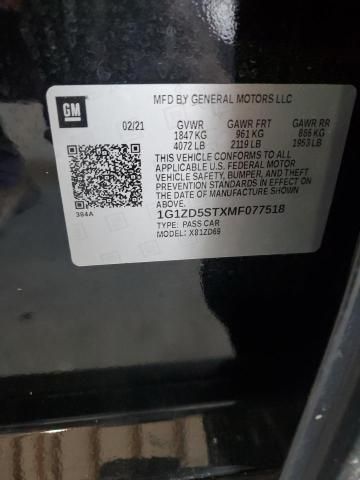 GM
MFD BY GENERAL MOTORS LLC
02/21 GVWR GAWR FRT GAWR RR
1847 KG 961 KG 886 KG
4072 LB 2119 LB 1953 LB
THIS VEHICLE CONFORMS TO ALL
APPLICABLE U.S. FEDERAL MOTOR
VEHICLE SAFETY, BUMPER, AND THEFT
PREVENTION STANDARDS IN EFFECT ON
THE DATE OF MANUFACTURE SHOWN ABOVE.
384A
1G1ZD5STXMF077518
TYPE: PASS CAR
MODEL: X81ZD69